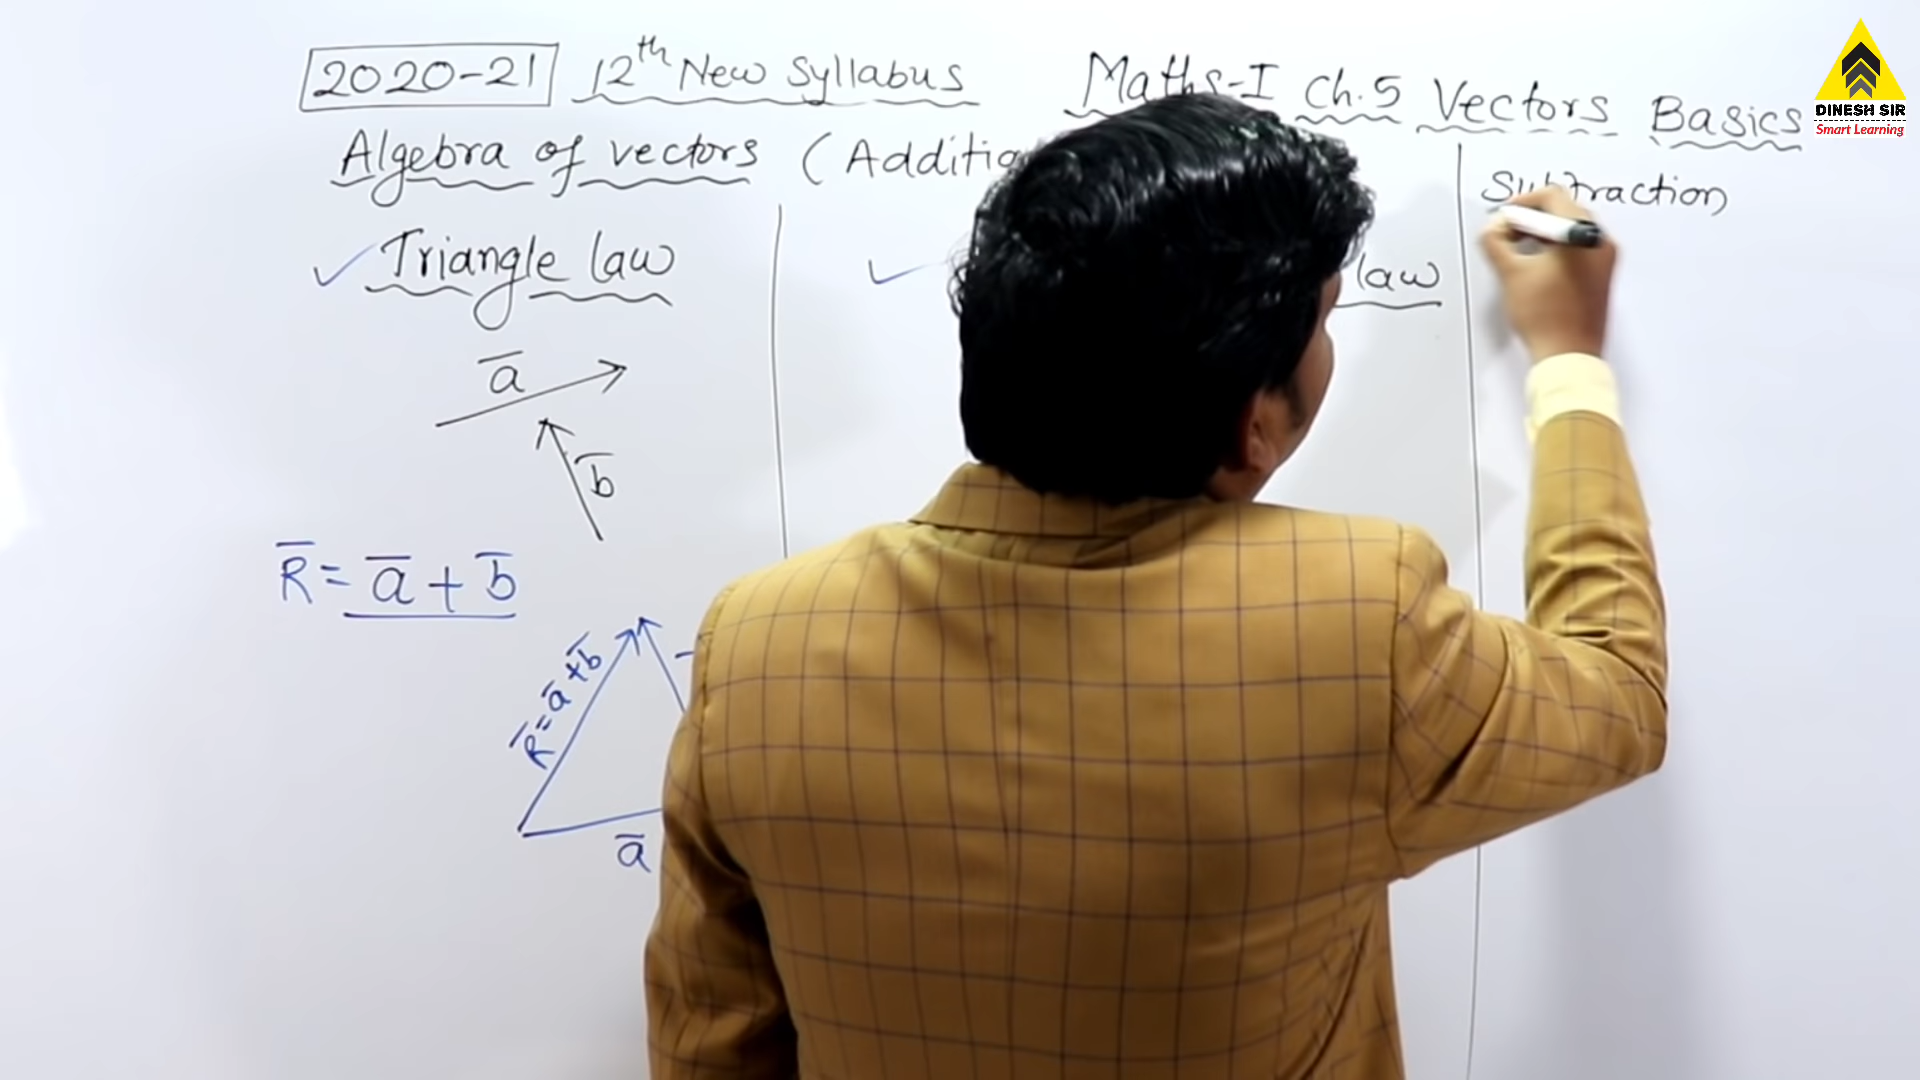 2020-21 12th New Syllabus Maths-I Ch.5 Vectors Basics
Algebra of vectors (Additio
Subtraction
Triangle law
law
a̅
b̅
R̅ = a̅ + b̅
R̅ = a̅ + b̅
a̅
DINESH SIR
Smart Learning